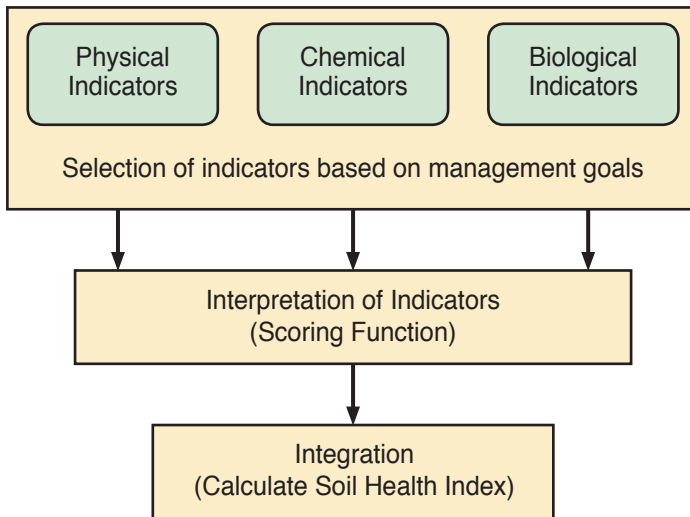 Physical
Indicators
Chemical
Indicators
Biological
Indicators
Selection of indicators based on management goals
Interpretation of Indicators
(Scoring Function)
Integration
(Calculate Soil Health Index)